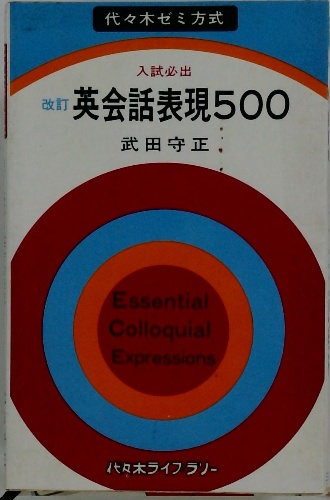 代々木ゼミ方式
入試必出
改訂 英会話表現500
武田守正
Essential
Colloquial
Expressions
代々木ライブラリー